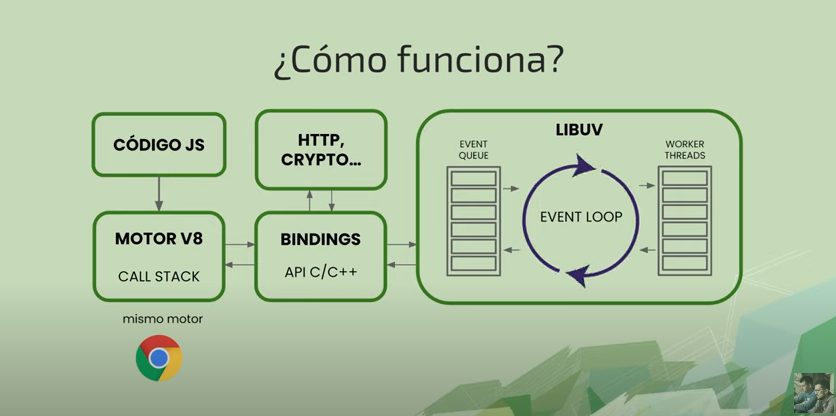 ¿Cómo funciona?
CÓDIGO JS
HTTP,
CRYPTO...
LIBUV
EVENT
QUEUE
WORKER
THREADS
EVENT LOOP
MOTOR V8
CALL STACK
BINDINGS
API C/C++
mismo motor